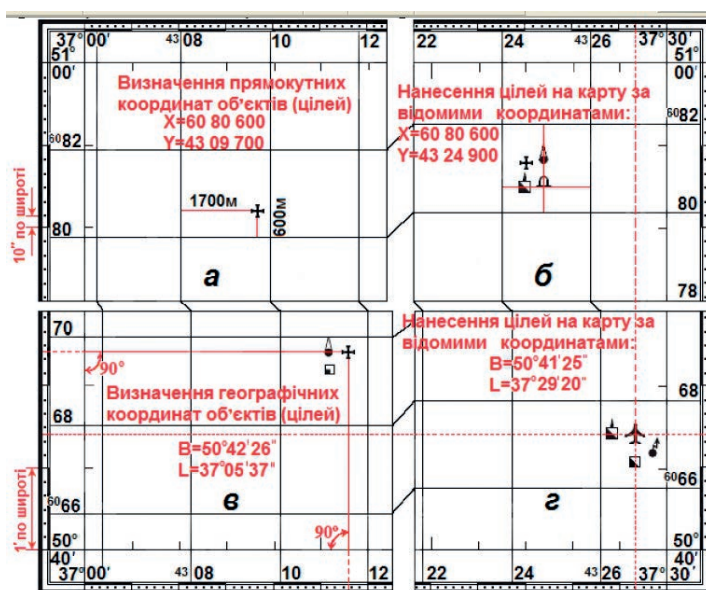 37° 00' 43 08 10 12
22 24 43 26 37° 30'
51° 00'
51° 00'
Визначення прямокутних
координат об'єктів (цілей)
X=60 80 600
Y=43 09 700
Нанесення цілей на карту за
відомими координатами:
X=60 80 600
Y=43 24 900
60 82
60 82
1700м
600м
80
80
10" по широті
а
б
78
70
Нанесення цілей на карту за
відомими координатами:
B=50°41'25"
L=37°29'20"
90°
Визначення географічних
координат об'єктів (цілей)
B=50°42'26"
L=37°05'37"
68
68
1' по широті
60 66
60 66
в
г
90°
50° 40'
50° 40'
37° 00' 43 08 10 12
22 24 43 26 37° 30'